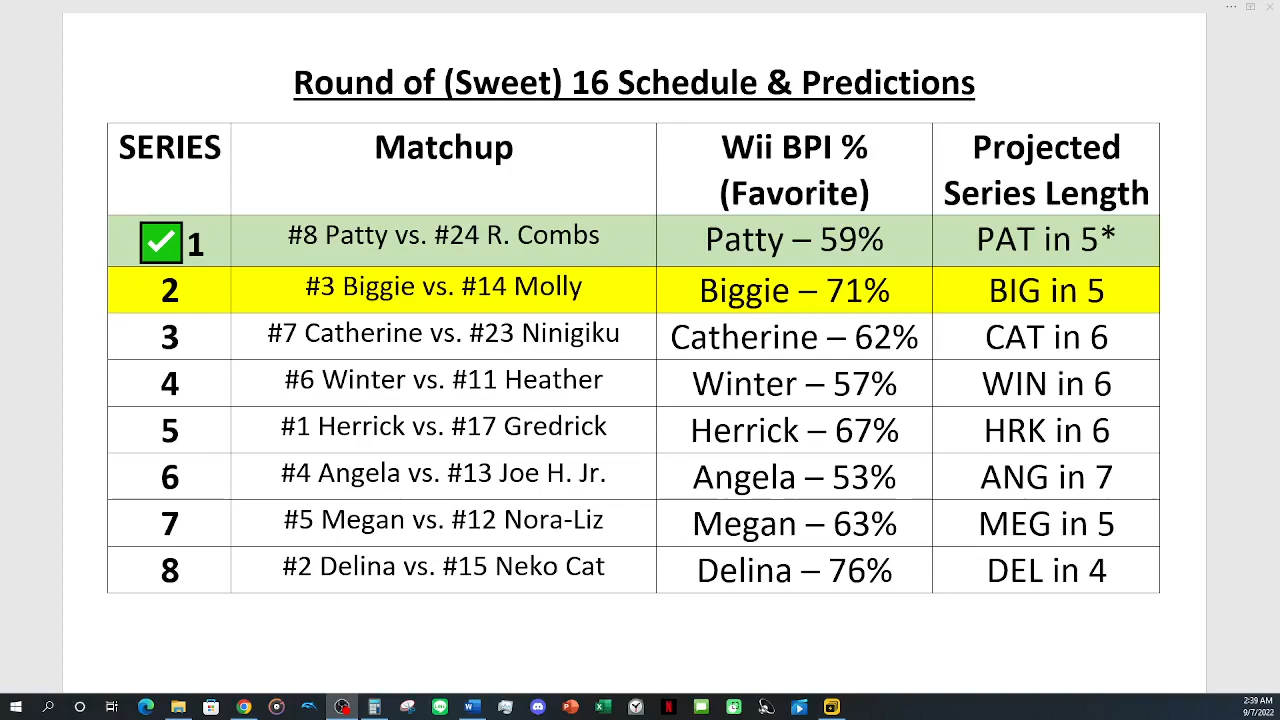 Round of (Sweet) 16 Schedule & Predictions
SERIES Matchup Wii BPI % (Favorite) Projected Series Length
1 #8 Patty vs. #24 R. Combs Patty – 59% PAT in 5*
2 #3 Biggie vs. #14 Molly Biggie – 71% BIG in 5
3 #7 Catherine vs. #23 Ninigiku Catherine – 62% CAT in 6
4 #6 Winter vs. #11 Heather Winter – 57% WIN in 6
5 #1 Herrick vs. #17 Gredrick Herrick – 67% HRK in 6
6 #4 Angela vs. #13 Joe H. Jr. Angela – 53% ANG in 7
7 #5 Megan vs. #12 Nora-Liz Megan – 63% MEG in 5
8 #2 Delina vs. #15 Neko Cat Delina – 76% DEL in 4
2:39 AM
9/7/2022